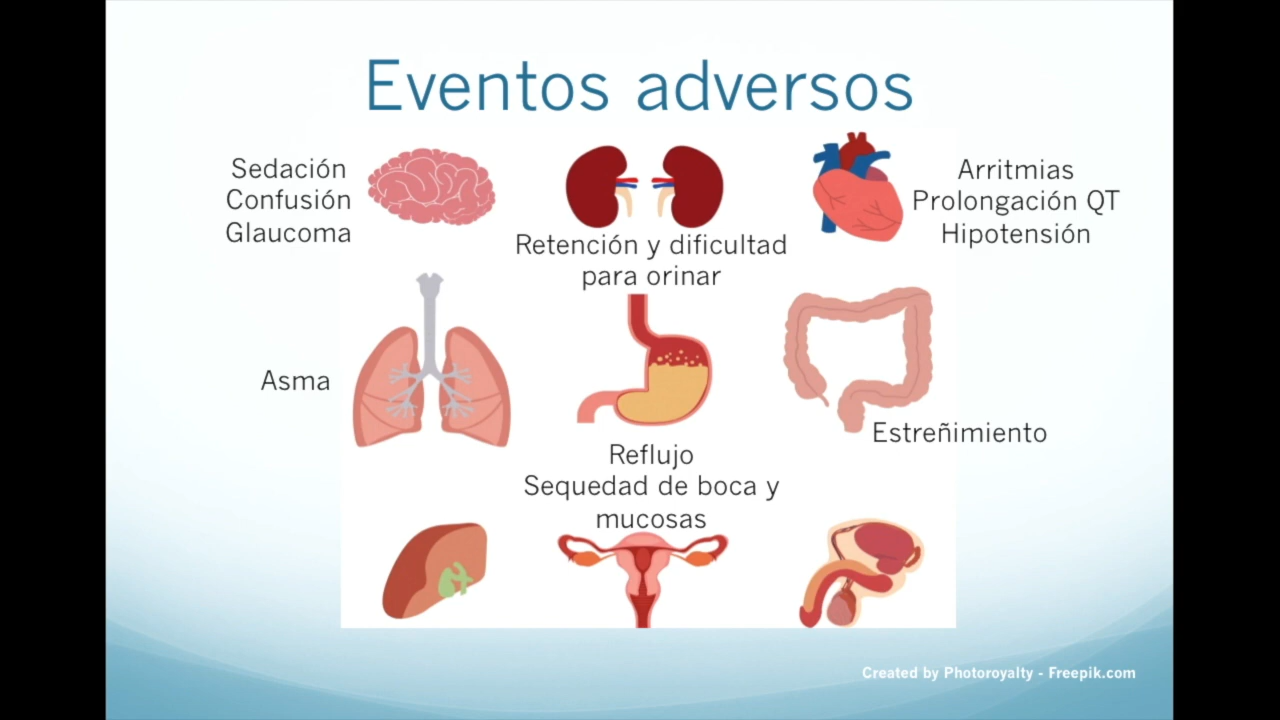 Eventos adversos
Sedación
Confusión
Glaucoma
Retención y dificultad
para orinar
Arritmias
Prolongación QT
Hipotensión
Asma
Reflujo
Sequedad de boca y
mucosas
Estreñimiento
Created by Photoroyalty - Freepik.com